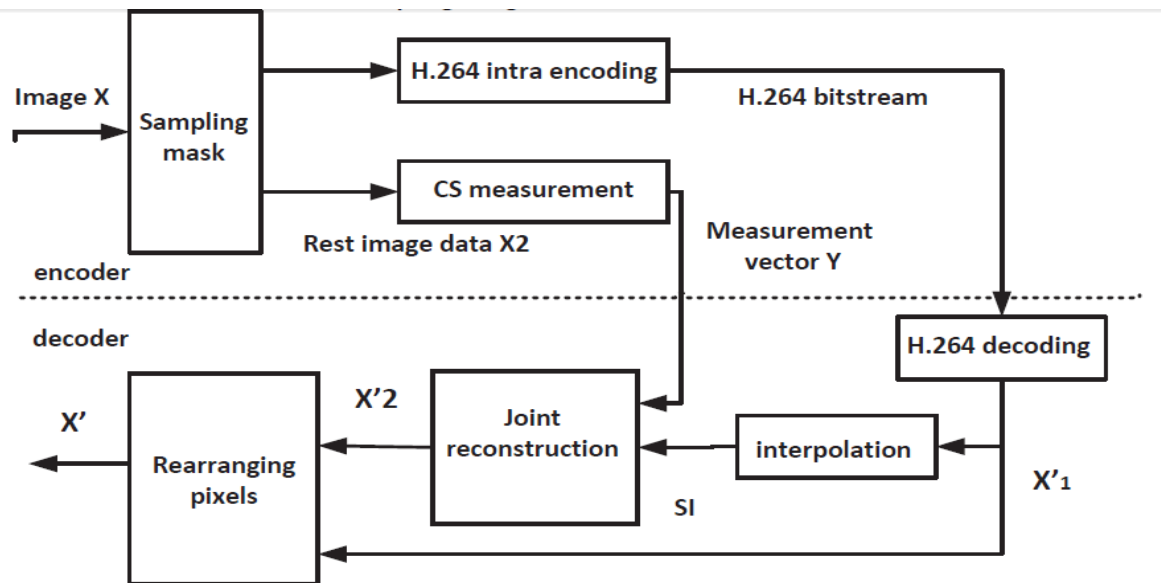 Image X
Sampling
mask
H.264 intra encoding
H.264 bitstream
CS measurement
Rest image data X2
Measurement
vector Y
encoder
decoder
H.264 decoding
X'
Rearranging
pixels
X'2
Joint
reconstruction
SI
interpolation
X'1